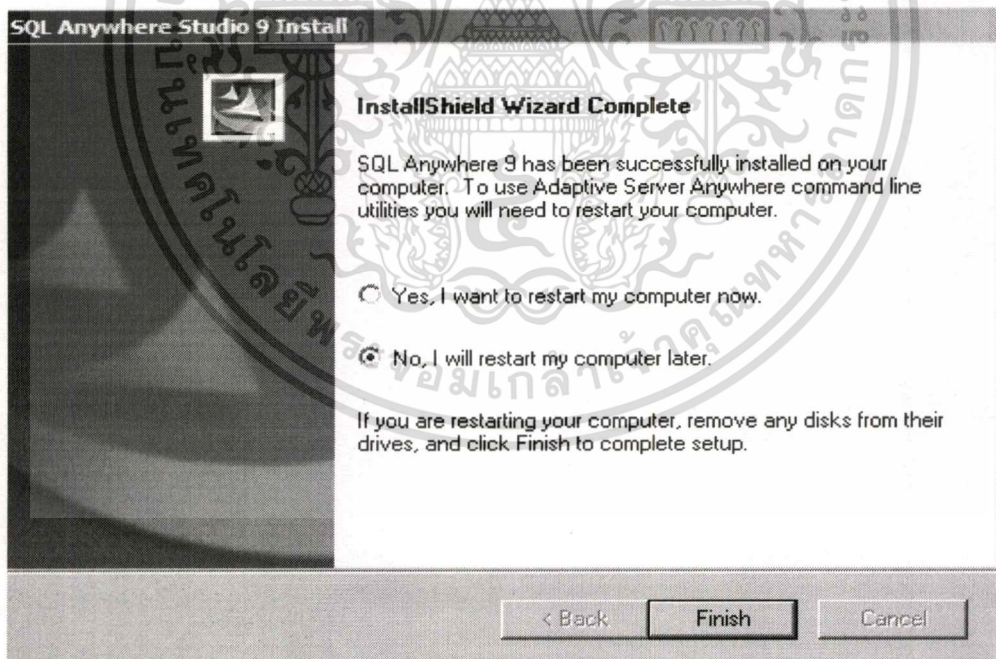 SQL Anywhere Studio 9 Install
InstallShield Wizard Complete
SQL Anywhere 9 has been successfully installed on your
computer. To use Adaptive Server Anywhere command line
utilities you will need to restart your computer.
Yes, I want to restart my computer now.
No, I will restart my computer later.
If you are restarting your computer, remove any disks from their
drives, and click Finish to complete setup.
< Back
Finish
Cancel